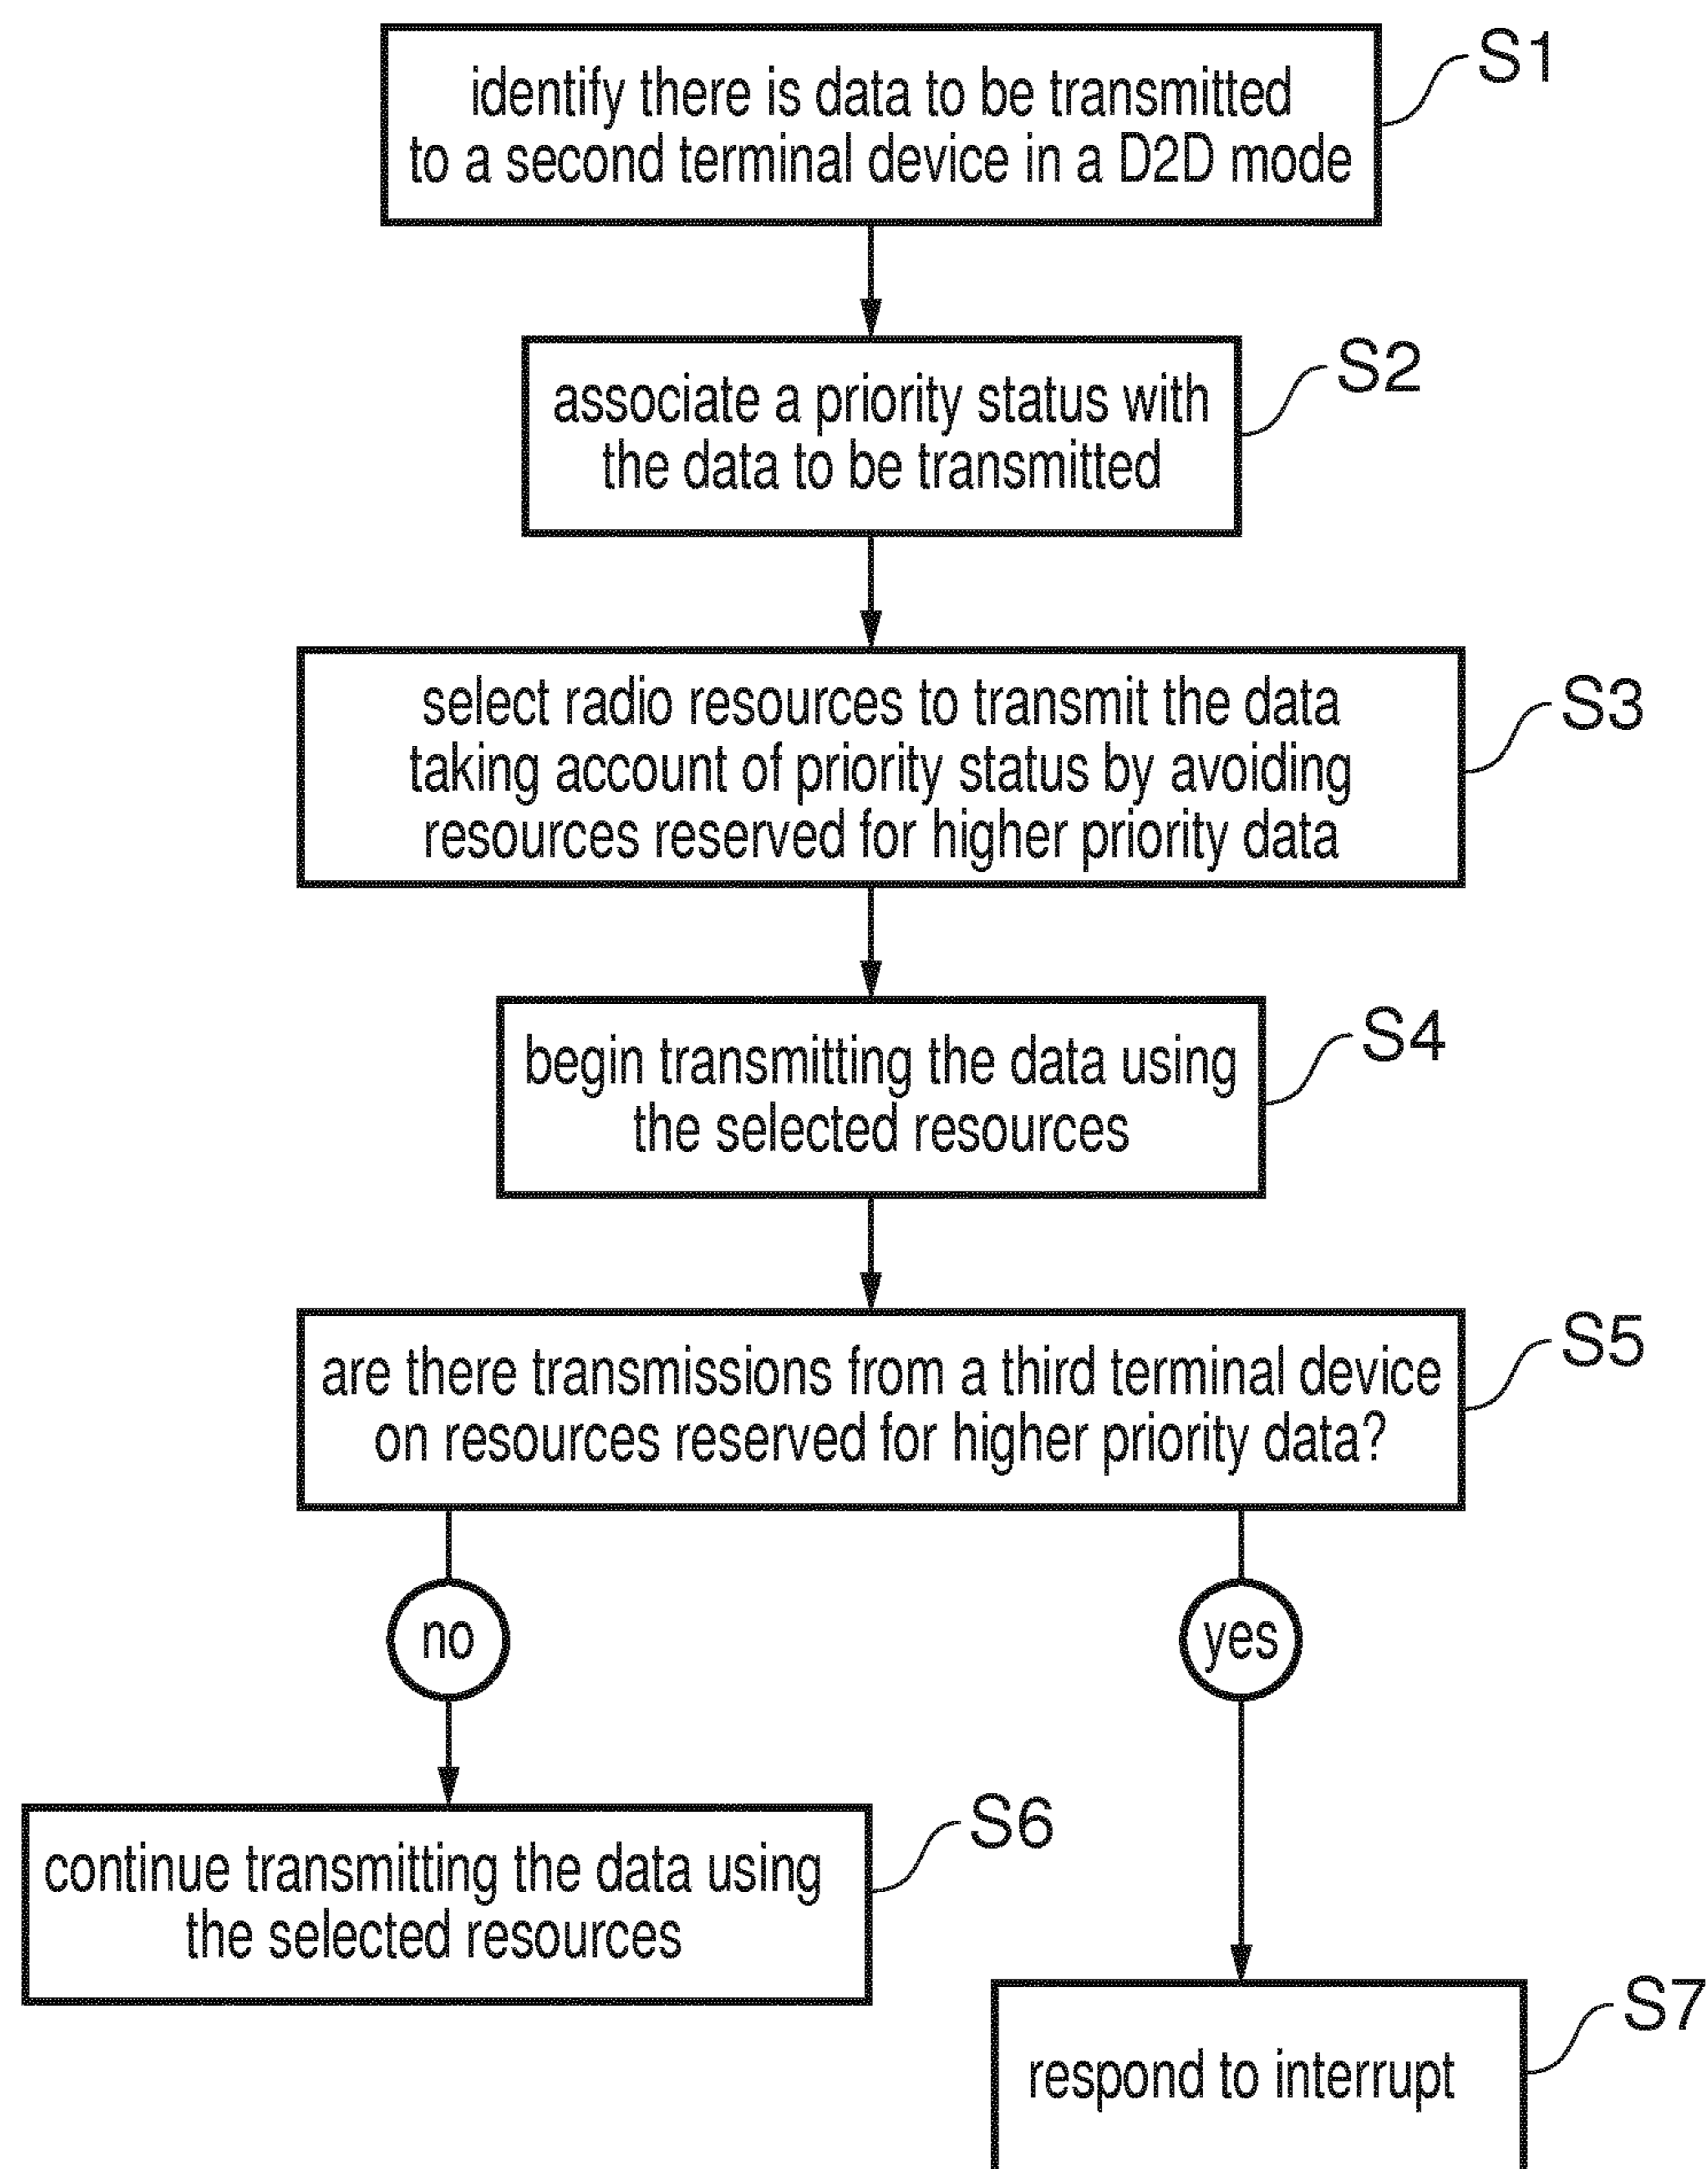 identify there is data to be transmitted
to a second terminal device in a D2D mode
S1
associate a priority status with
the data to be transmitted
S2
select radio resources to transmit the data
taking account of priority status by avoiding
resources reserved for higher priority data
S3
begin transmitting the data using
the selected resources
S4
are there transmissions from a third terminal device
on resources reserved for higher priority data?
S5
no
yes
continue transmitting the data using
the selected resources
S6
respond to interrupt
S7